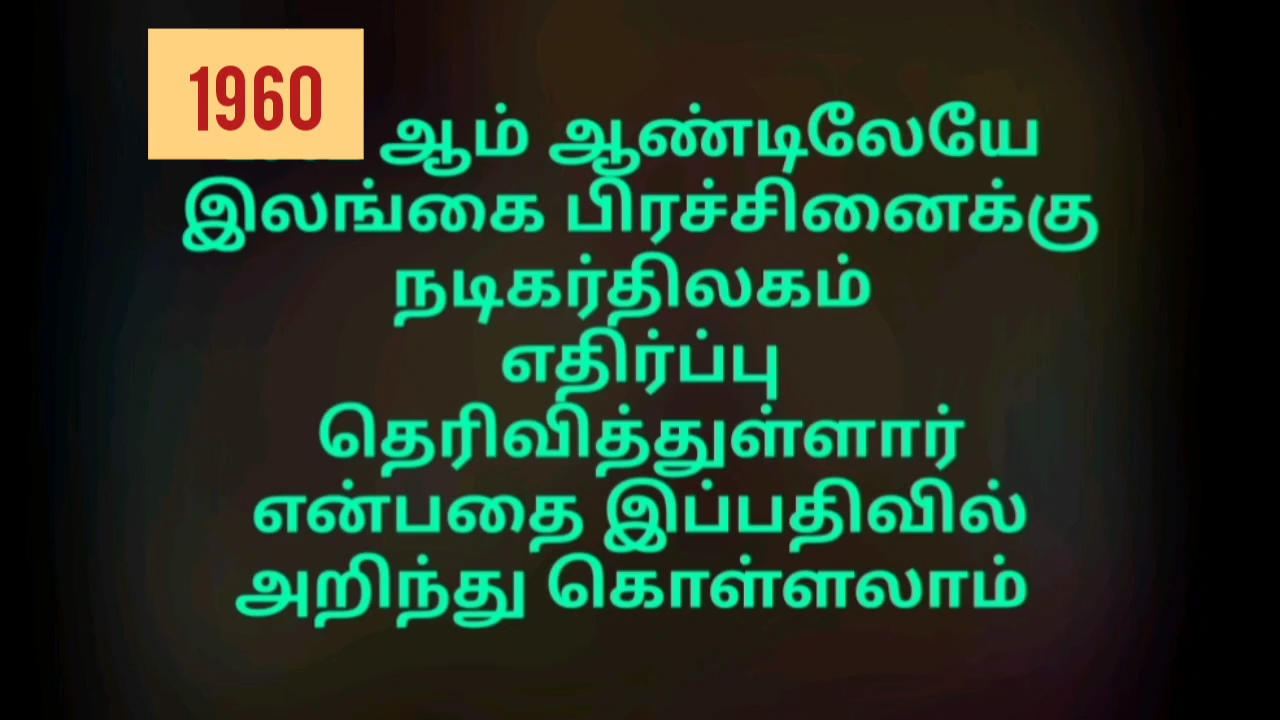 1960 ஆம் ஆண்டிலேயே
இலங்கை பிரச்சினைக்கு
நடிகர்திலகம்
எதிர்ப்பு
தெரிவித்துள்ளார்
என்பதை இப்பதிவில்
அறிந்து கொள்ளலாம்